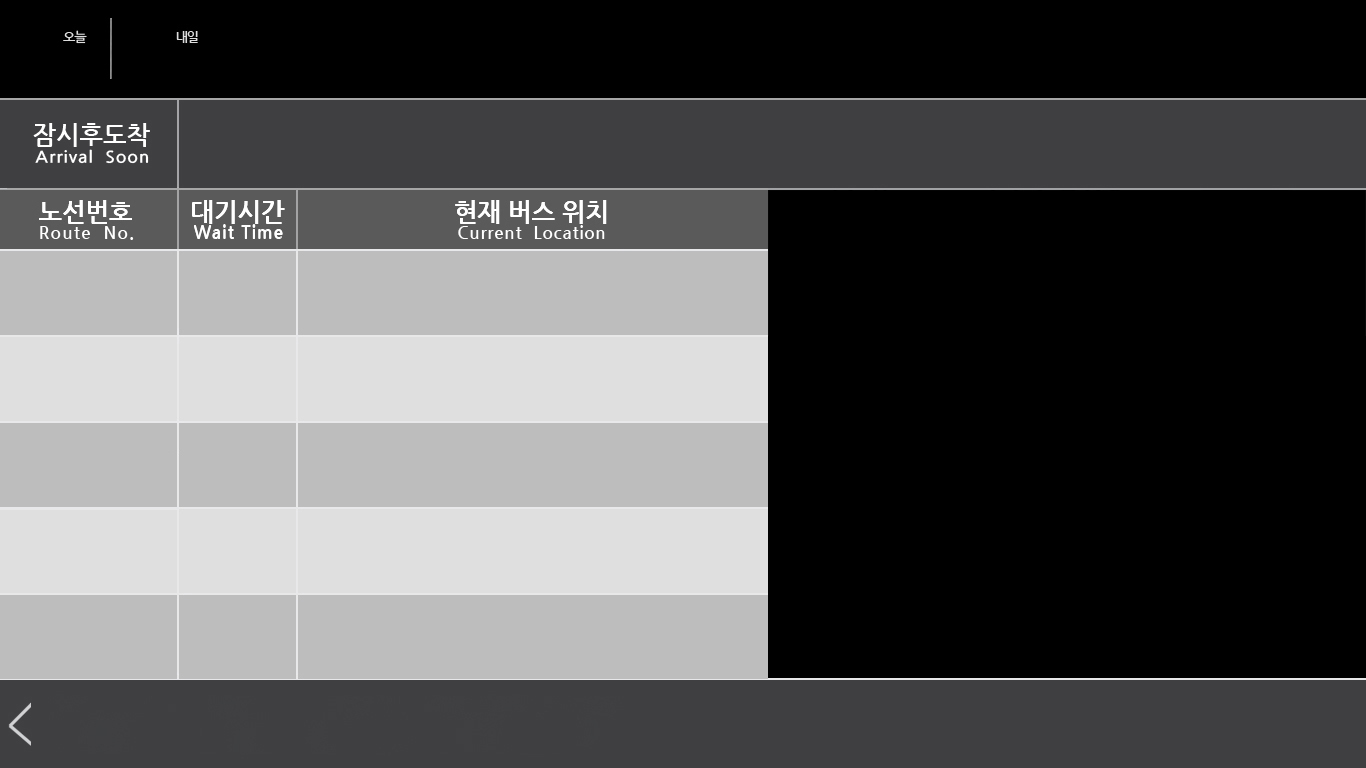 오늘
내일
잠시후도착
Arrival Soon
노선번호
Route No.
대기시간
Wait Time
현재 버스 위치
Current Location